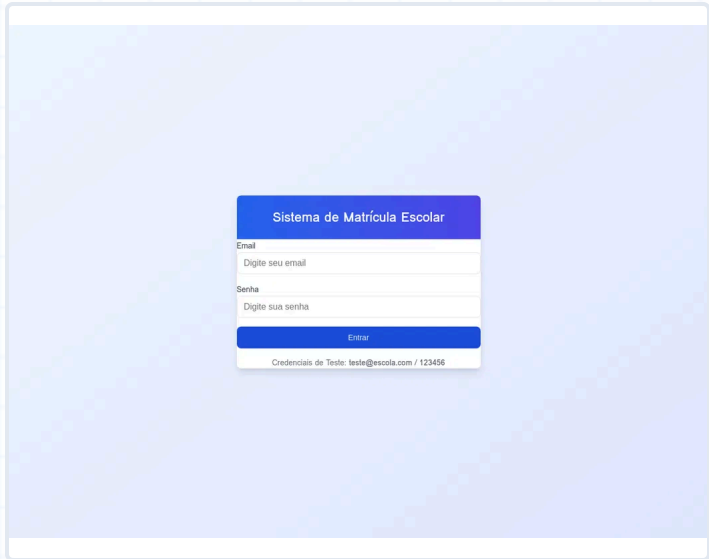 Sistema de Matrícula Escolar
Email
Digite seu email
Senha
Digite sua senha
Entrar
Credenciais de Teste: teste@escola.com / 123456